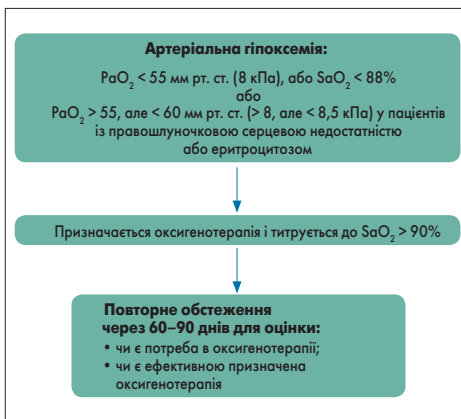 Артеріальна гіпоксемія:
PaO₂ < 55 мм рт. ст. (8 кПа), або SaO₂ < 88%
або
PaO₂ > 55, але < 60 мм рт. ст. (> 8, але < 8,5 кПа) у пацієнтів
із правошлуночковою серцевою недостатністю
або еритроцитозом
Призначається оксигенотерапія і титрується до SaO₂ > 90%
Повторне обстеження
через 60–90 днів для оцінки:
• чи є потреба в оксигенотерапії;
• чи є ефективною призначена
оксигенотерапія